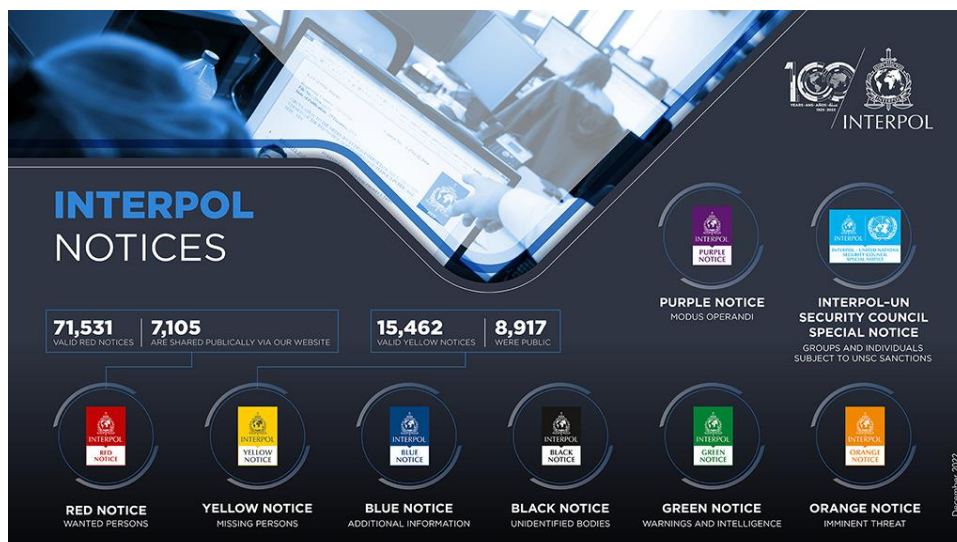 100
YEARS-ANS-AÑOS
1923-2023
INTERPOL
INTERPOL
NOTICES
71,531
VALID RED NOTICES
7,105
ARE SHARED PUBLICALLY VIA OUR WEBSITE
15,462
VALID YELLOW NOTICES
8,917
WERE PUBLIC
INTERPOL
PURPLE
NOTICE
PURPLE NOTICE
MODUS OPERANDI
INTERPOL
INTERPOL - UNITED NATIONS
SECURITY COUNCIL
SPECIAL NOTICE
INTERPOL–UN
SECURITY COUNCIL
SPECIAL NOTICE
GROUPS AND INDIVIDUALS
SUBJECT TO UNSC SANCTIONS
INTERPOL
RED
NOTICE
RED NOTICE
WANTED PERSONS
INTERPOL
YELLOW
NOTICE
YELLOW NOTICE
MISSING PERSONS
INTERPOL
BLUE
NOTICE
BLUE NOTICE
ADDITIONAL INFORMATION
INTERPOL
BLACK
NOTICE
BLACK NOTICE
UNIDENTIFIED BODIES
INTERPOL
GREEN
NOTICE
GREEN NOTICE
WARNINGS AND INTELLIGENCE
INTERPOL
ORANGE
NOTICE
ORANGE NOTICE
IMMINENT THREAT
December 2022